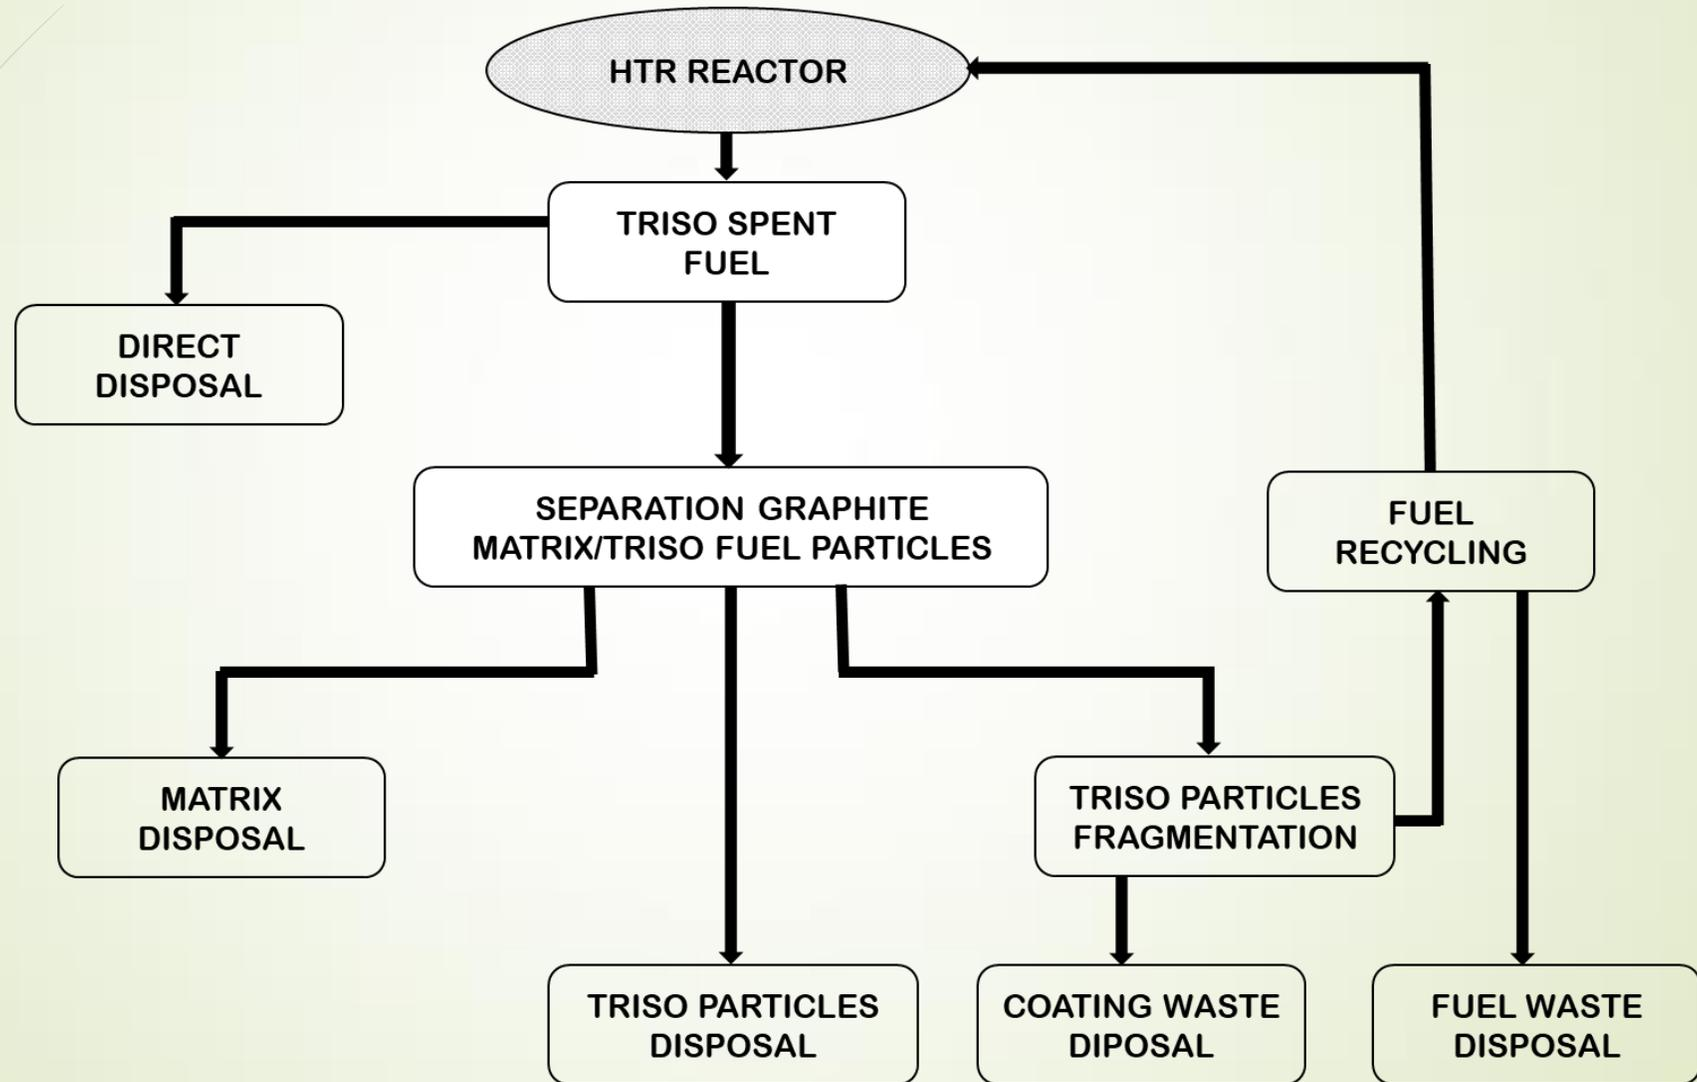 HTR REACTOR
TRISO SPENT
FUEL
DIRECT
DISPOSAL
SEPARATION GRAPHITE
MATRIX/TRISO FUEL PARTICLES
FUEL
RECYCLING
MATRIX
DISPOSAL
TRISO PARTICLES
FRAGMENTATION
TRISO PARTICLES
DISPOSAL
COATING WASTE
DIPOSAL
FUEL WASTE
DISPOSAL